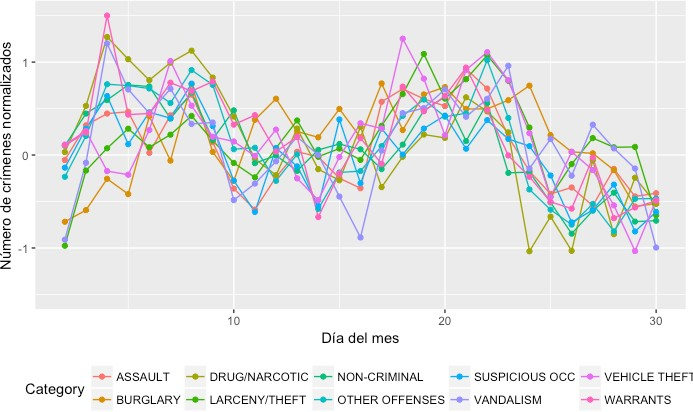 Número de crímenes normalizados
1
0
-1
10
20
30
Día del mes
Category
ASSAULT
DRUG/NARCOTIC
NON-CRIMINAL
SUSPICIOUS OCC
VEHICLE THEF
BURGLARY
LARCENY/THEFT
OTHER OFFENSES
VANDALISM
WARRANTS